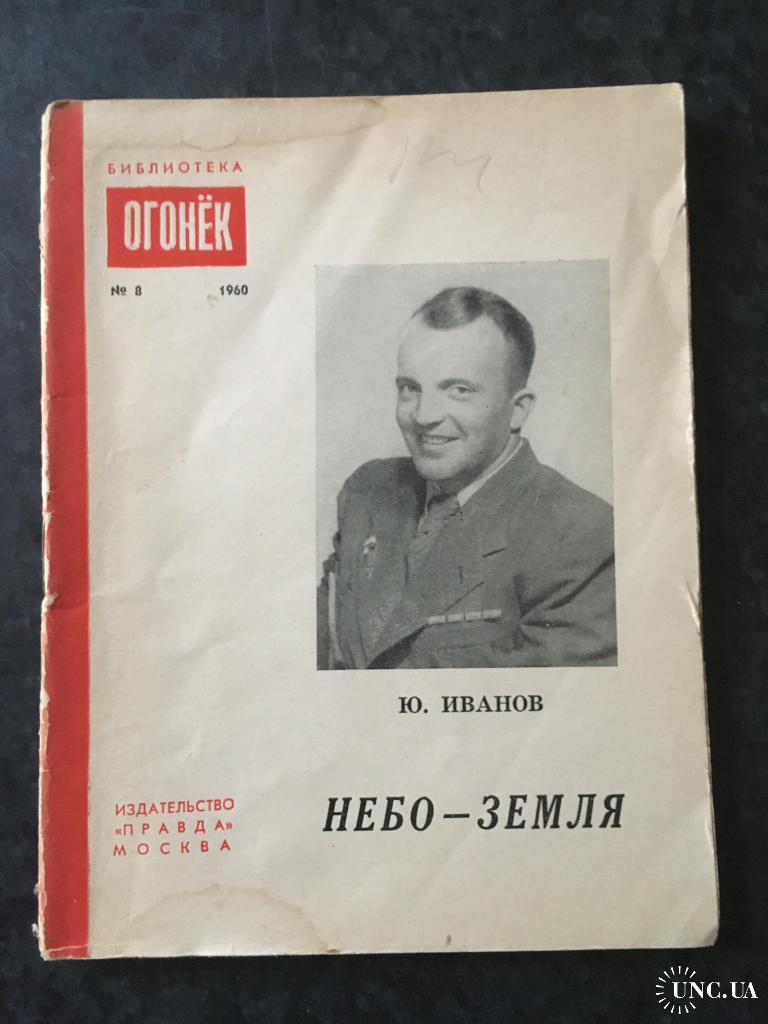 БИБЛИОТЕКА
ОГОНЁК
№ 8 1960
Ю. ИВАНОВ
НЕБО – ЗЕМЛЯ
ИЗДАТЕЛЬСТВО
«ПРАВДА»
МОСКВА
UNC.UA